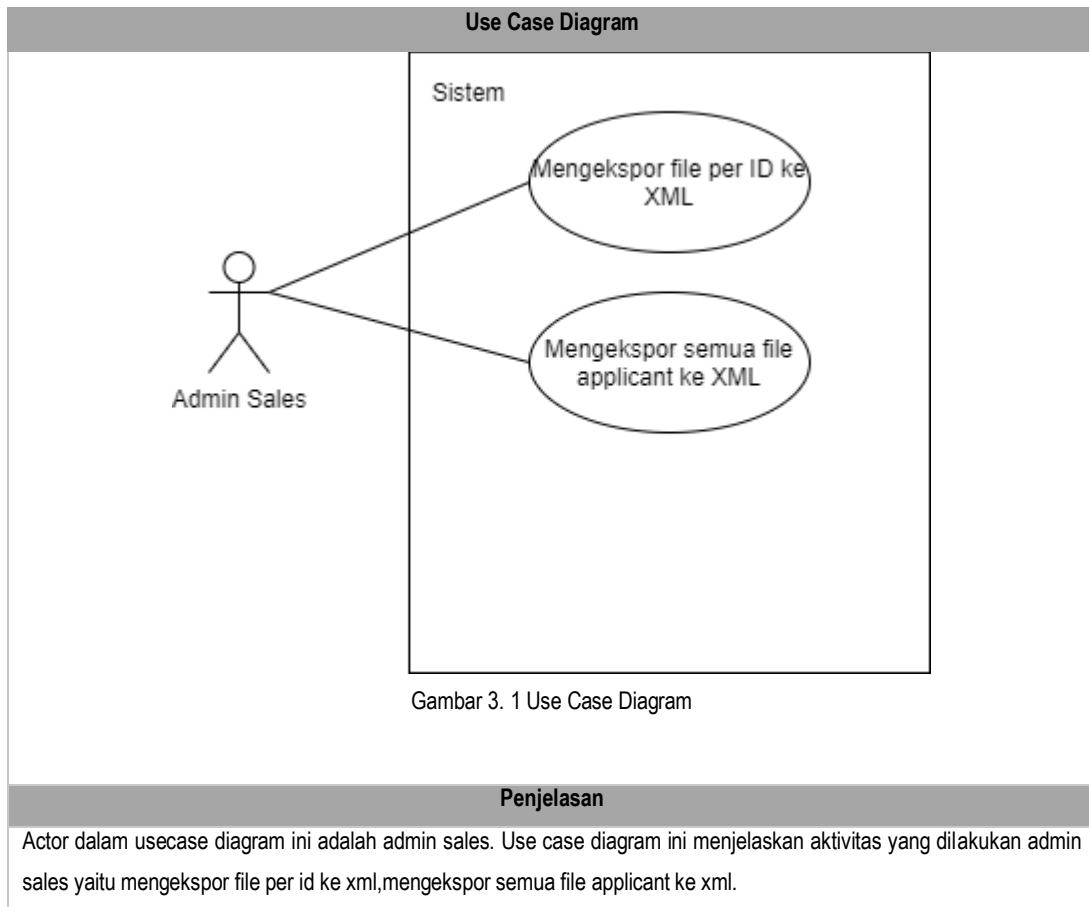 Use Case Diagram
Sistem
Mengekspor file per ID ke
XML
Mengekspor semua file
applicant ke XML
Admin Sales
Gambar 3. 1 Use Case Diagram
Penjelasan
Actor dalam usecase diagram ini adalah admin sales. Use case diagram ini menjelaskan aktivitas yang dilakukan admin
sales yaitu mengekspor file per id ke xml,mengekspor semua file applicant ke xml.